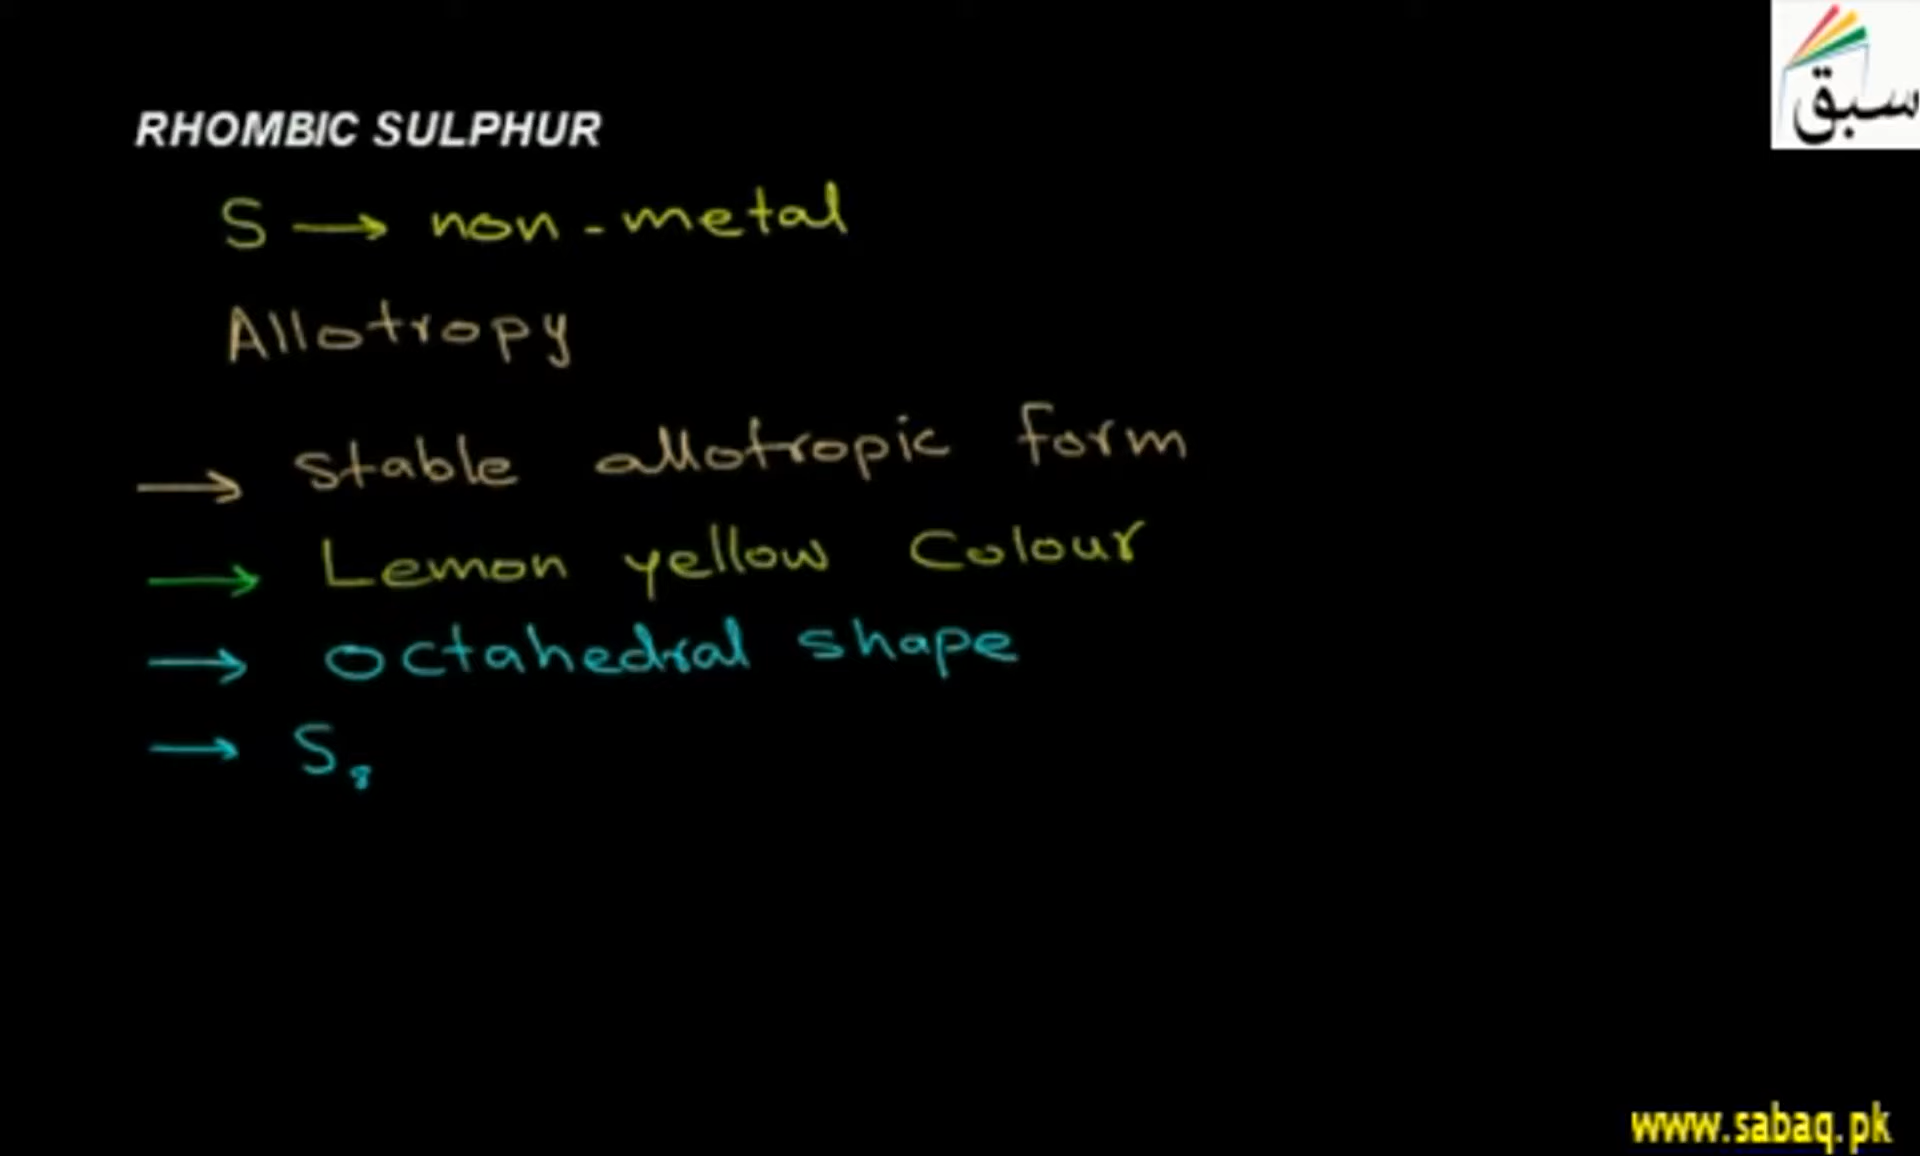 سبق
RHOMBIC SULPHUR
S → non-metal
Allotropy
→ Stable allotropic form
→ Lemon yellow Colour
→ Octahedral shape
→ S₈
www.sabaq.pk